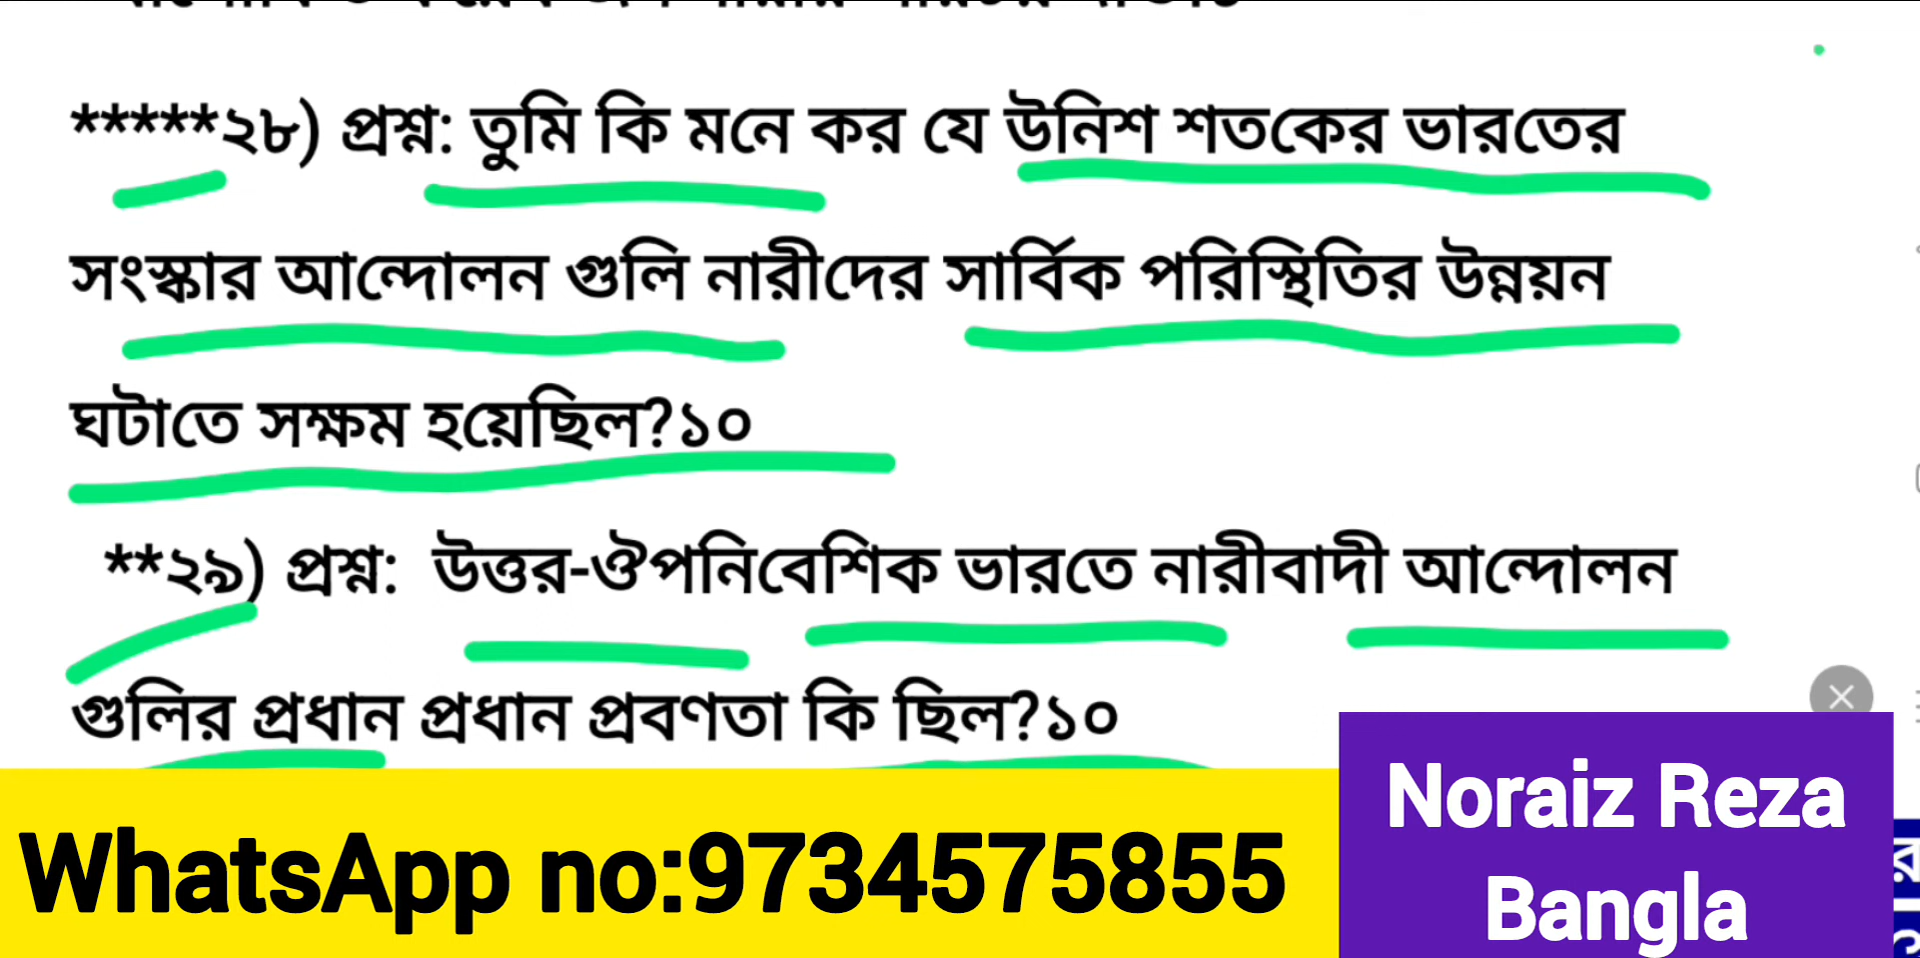 *****২৮) প্রশ্ন: তুমি কি মনে কর যে উনিশ শতকের ভারতের
সংস্কার আন্দোলন গুলি নারীদের সার্বিক পরিস্থিতির উন্নয়ন
ঘটাতে সক্ষম হয়েছিল?১০
**২৯) প্রশ্ন: উত্তর-ঔপনিবেশিক ভারতে নারীবাদী আন্দোলন
গুলির প্রধান প্রধান প্রবণতা কি ছিল?১০
WhatsApp no:9734575855
Noraiz Reza
Bangla